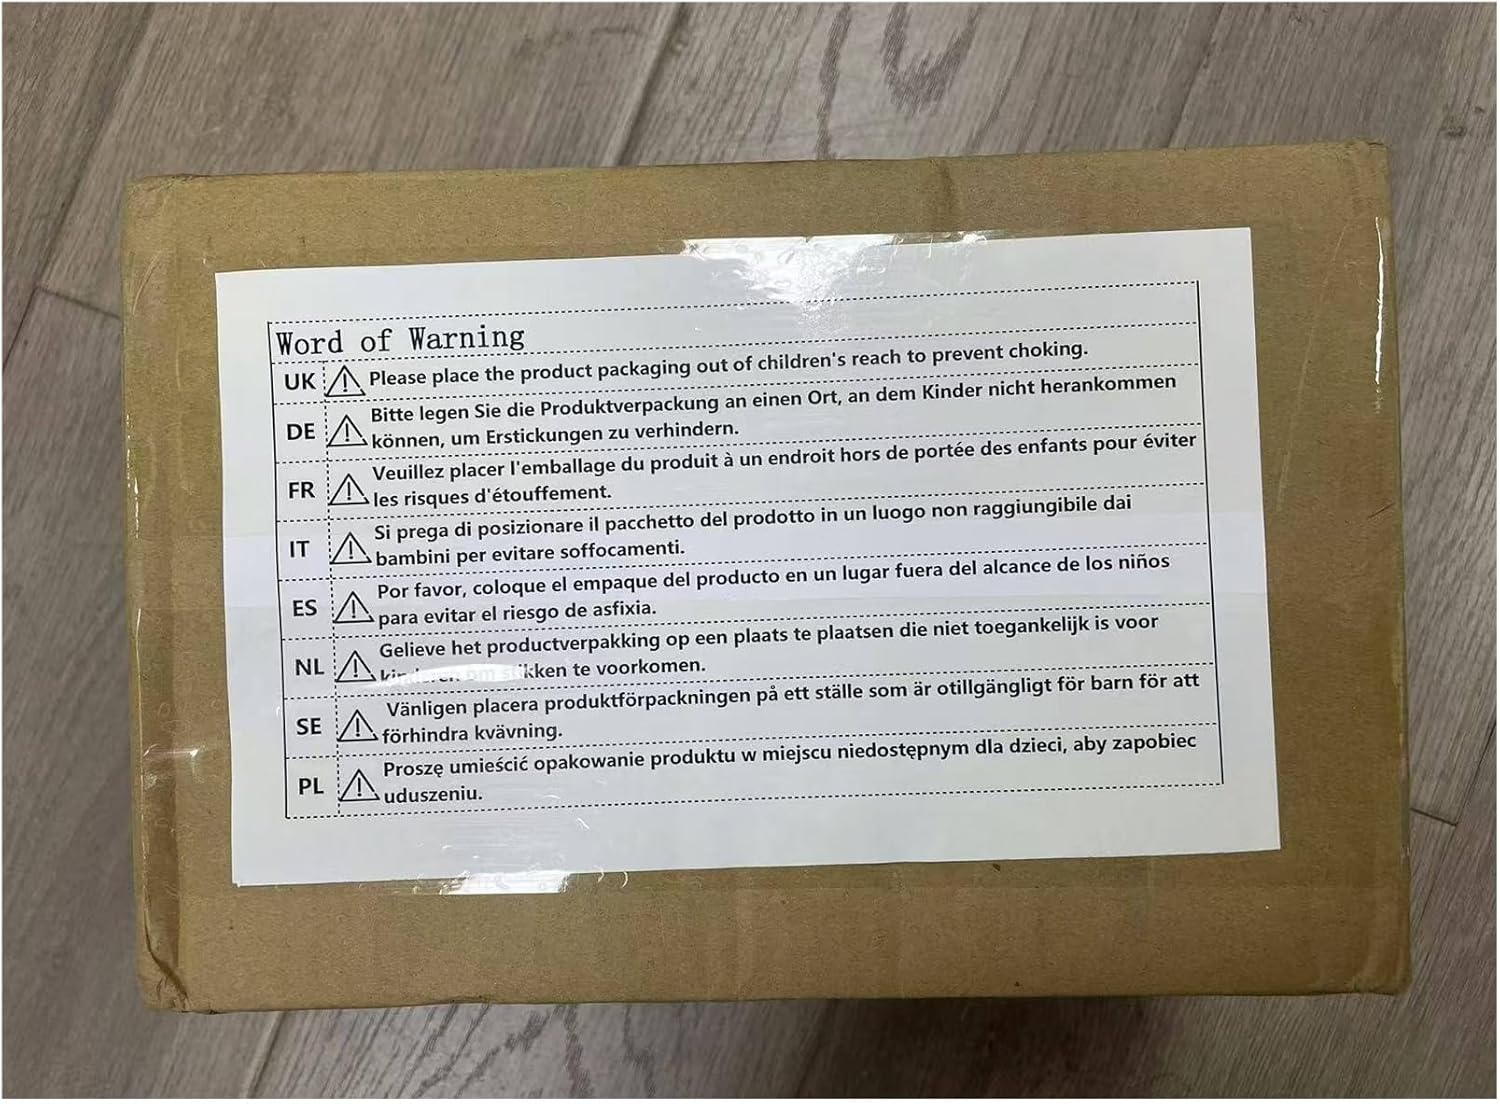 Word of Warning
UK Please place the product packaging out of children's reach to prevent choking.
DE Bitte legen Sie die Produktverpackung an einen Ort, an dem Kinder nicht herankommen
können, um Erstickungen zu verhindern.
FR Veuillez placer l'emballage du produit à un endroit hors de portée des enfants pour éviter
les risques d'étouffement.
IT Si prega di posizionare il pacchetto del prodotto in un luogo non raggiungibile dai
bambini per evitare soffocamenti.
ES Por favor, coloque el empaque del producto en un lugar fuera del alcance de los niños
para evitar el riesgo de asfixia.
NL Gelieve het productverpakking op een plaats te plaatsen die niet toegankelijk is voor
om stikken te voorkomen.
SE Vänligen placera produktförpackningen på ett ställe som är otillgängligt för barn för att
förhindra kvävning.
PL Proszę umieścić opakowanie produktu w miejscu niedostępnym dla dzieci, aby zapobiec
uduszeniu.